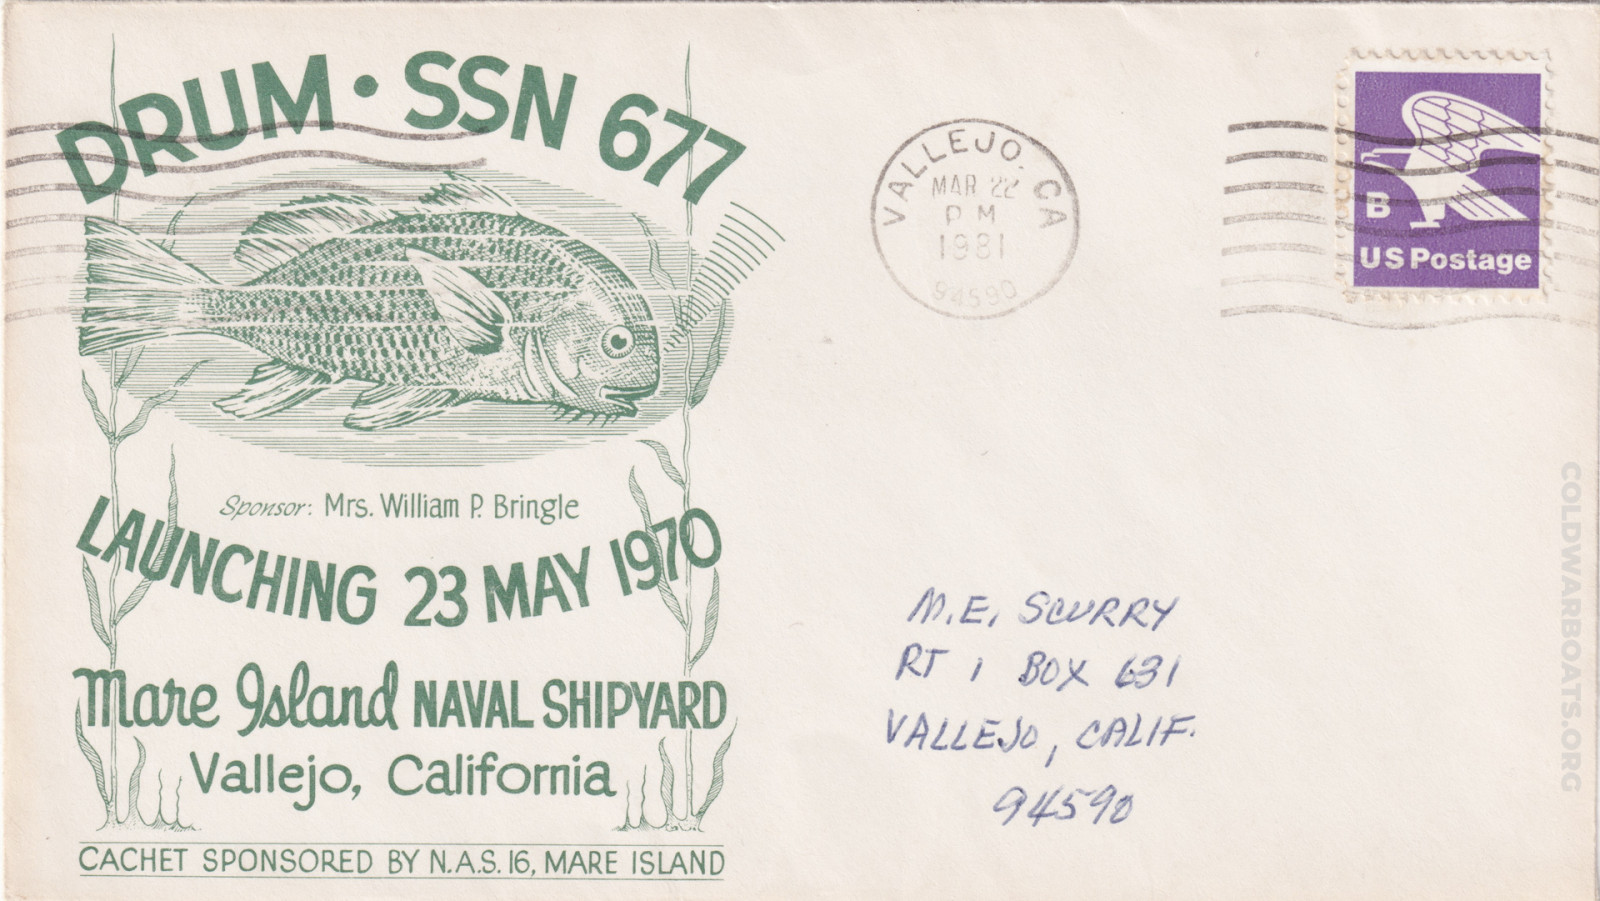 DRUM · SSN 677
VALLEJO. CA
MAR 22
PM
1981
94590
B
US Postage
Sponsor: Mrs. William P. Bringle
LAUNCHING 23 MAY 1970
Mare Island NAVAL SHIPYARD
Vallejo, California
CACHET SPONSORED BY N.A.S. 16, MARE ISLAND
M.E. SCURRY
RT 1 BOX 631
VALLEJO, CALIF.
94590
COLDWARBOATS.ORG